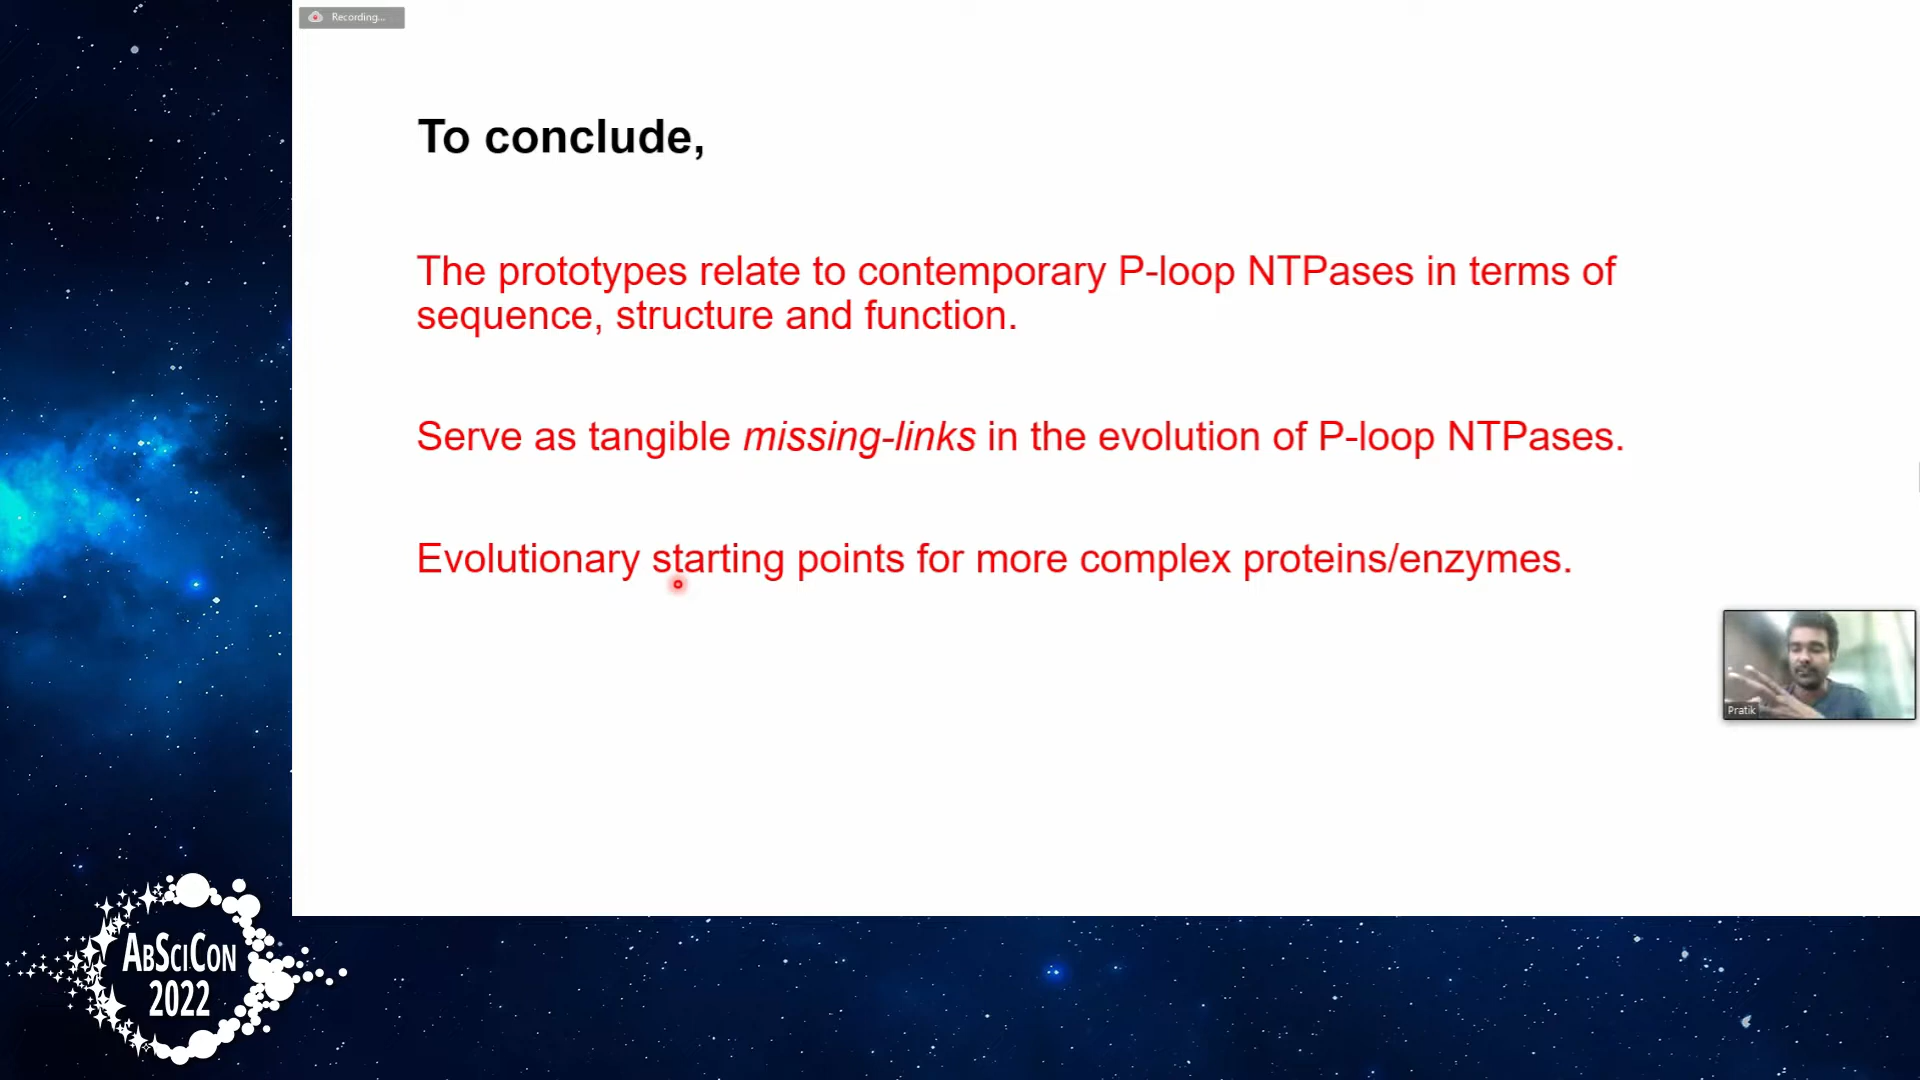 Recording...
To conclude,
The prototypes relate to contemporary P-loop NTPases in terms of
sequence, structure and function.
Serve as tangible missing-links in the evolution of P-loop NTPases.
Evolutionary starting points for more complex proteins/enzymes.
Pratik
ABSCICON
2022